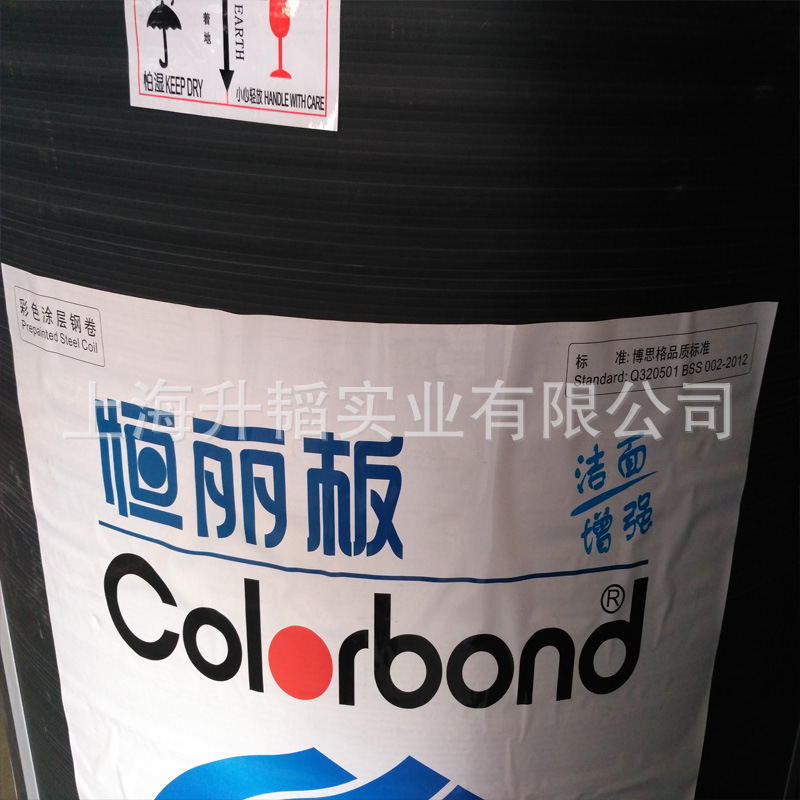 着地
EARTH
怕湿 KEEP DRY
小心轻放 HANDLE WITH CARE
彩色涂层钢卷
Prepainted Steel Coil
标 准: 博思格品质标准
Standard: Q320501 BSS 002-2012
上海升韬实业有限公司
恒丽板
洁面
增强
Colorbond®